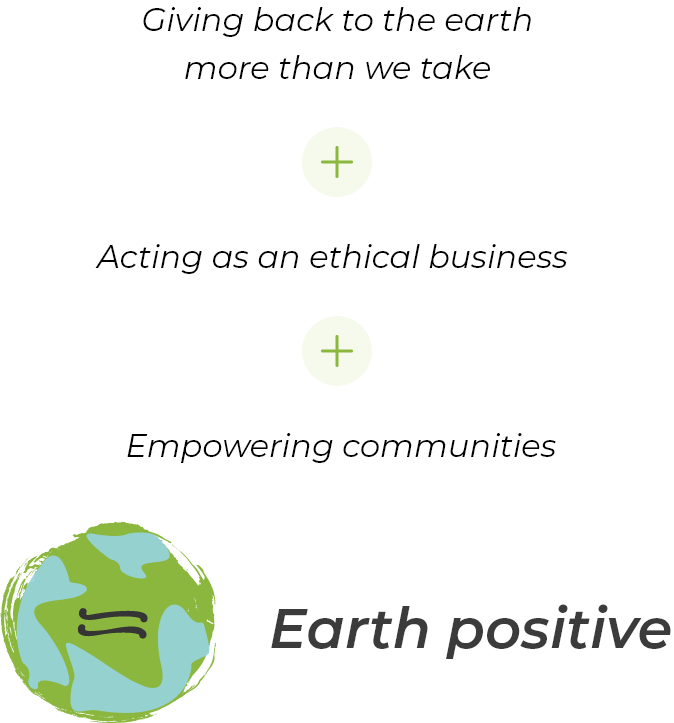 Giving back to the earth
more than we take
+
Acting as an ethical business
+
Empowering communities
=
Earth positive